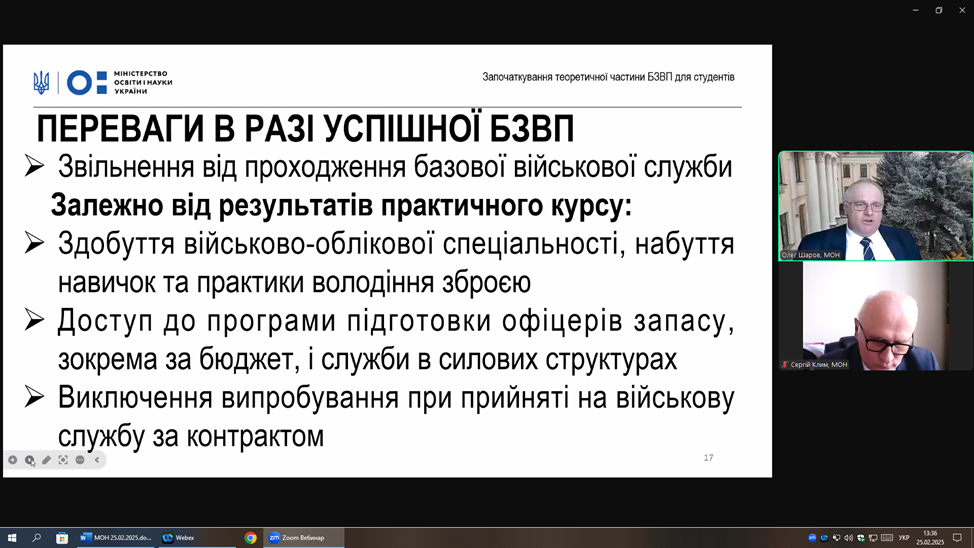 МІНІСТЕРСТВО
ОСВІТИ І НАУКИ
УКРАЇНИ
Започаткування теоретичної частини БЗВП для студентів
ПЕРЕВАГИ В РАЗІ УСПІШНОЇ БЗВП
Звільнення від проходження базової військової служби
Залежно від результатів практичного курсу:
Здобуття військово-облікової спеціальності, набуття
навичок та практики володіння зброєю
Доступ до програми підготовки офіцерів запасу,
зокрема за бюджет, і служби в силових структурах
Виключення випробування при прийняті на військову
службу за контрактом
17
Олег Шаров, МОН
Сергій Клим, МОН
МОН 25.02.2025.do...
Webex
zm
Zoom Вебинар
zm
УКР
13:36
25.02.2025